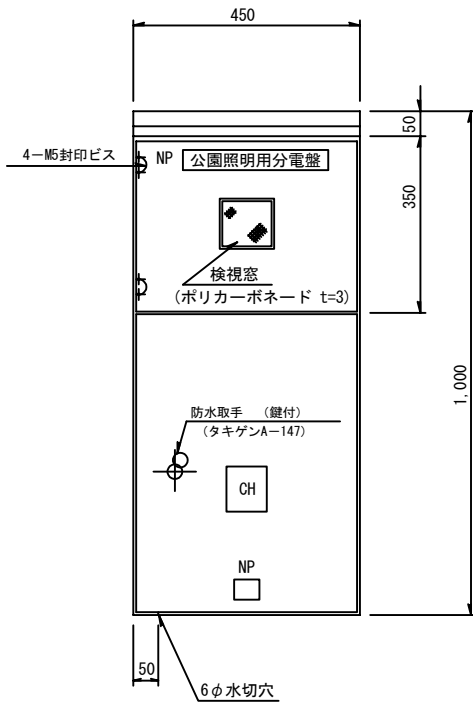 450
50
4－M5封印ビス
NP 公園照明用分電盤
350
検視窓
(ポリカーボネード t=3)
1,000
防水取手 （鍵付）
(タキゲンA－147)
CH
NP
50
6φ水切穴